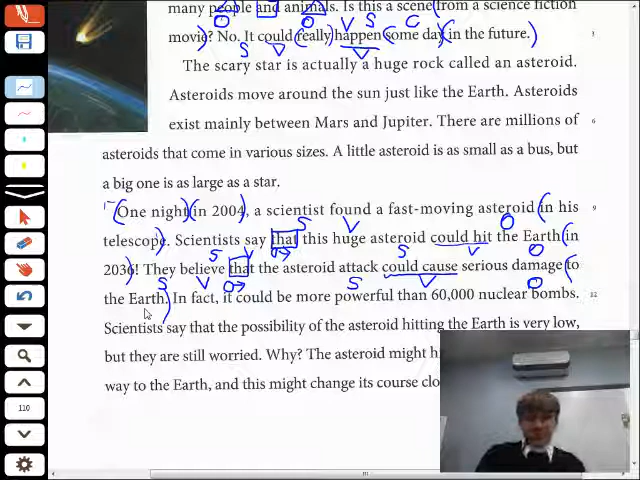 many people and animals. Is this a scene from a science fiction
movie? No. It could really happen some day in the future.
The scary star is actually a huge rock called an asteroid.
Asteroids move around the sun just like the Earth. Asteroids
exist mainly between Mars and Jupiter. There are millions of
asteroids that come in various sizes. A little asteroid is as small as a bus, but
a big one is as large as a star.
One night in 2004, a scientist found a fast-moving asteroid in his
telescope. Scientists say that this huge asteroid could hit the Earth in
2036! They believe that the asteroid attack could cause serious damage to
the Earth. In fact, it could be more powerful than 60,000 nuclear bombs.
Scientists say that the possibility of the asteroid hitting the Earth is very low,
but they are still worried. Why? The asteroid might
way to the Earth, and this might change its course
110